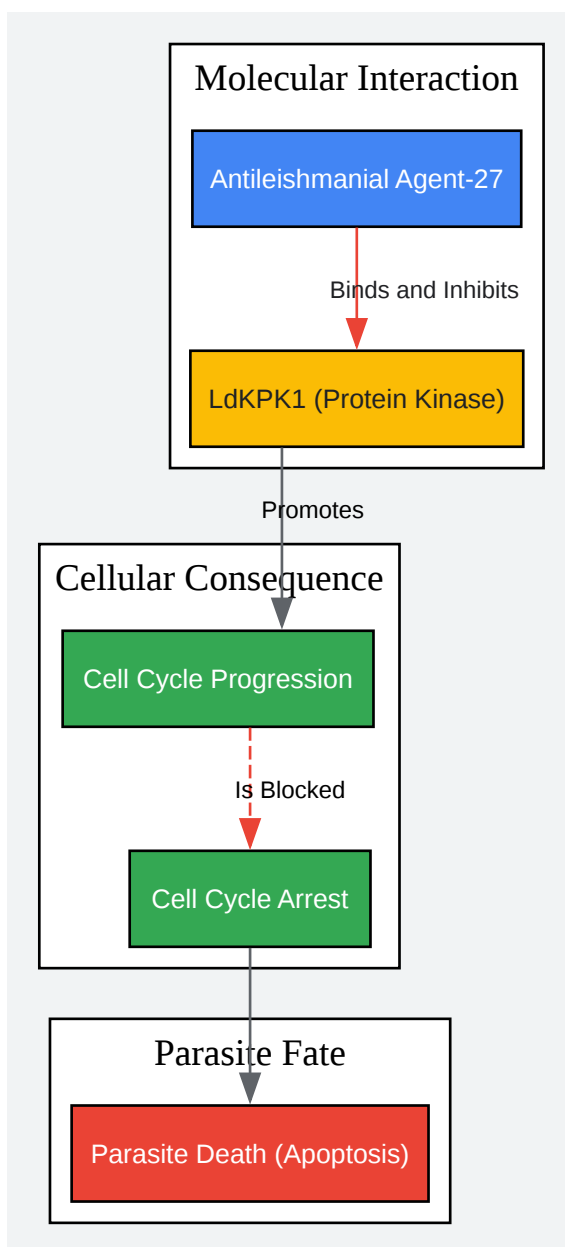 Molecular Interaction
Antileishmanial Agent-27
Binds and Inhibits
LdKPK1 (Protein Kinase)
Promotes
Cellular Consequence
Cell Cycle Progression
Is Blocked
Cell Cycle Arrest
Parasite Fate
Parasite Death (Apoptosis)